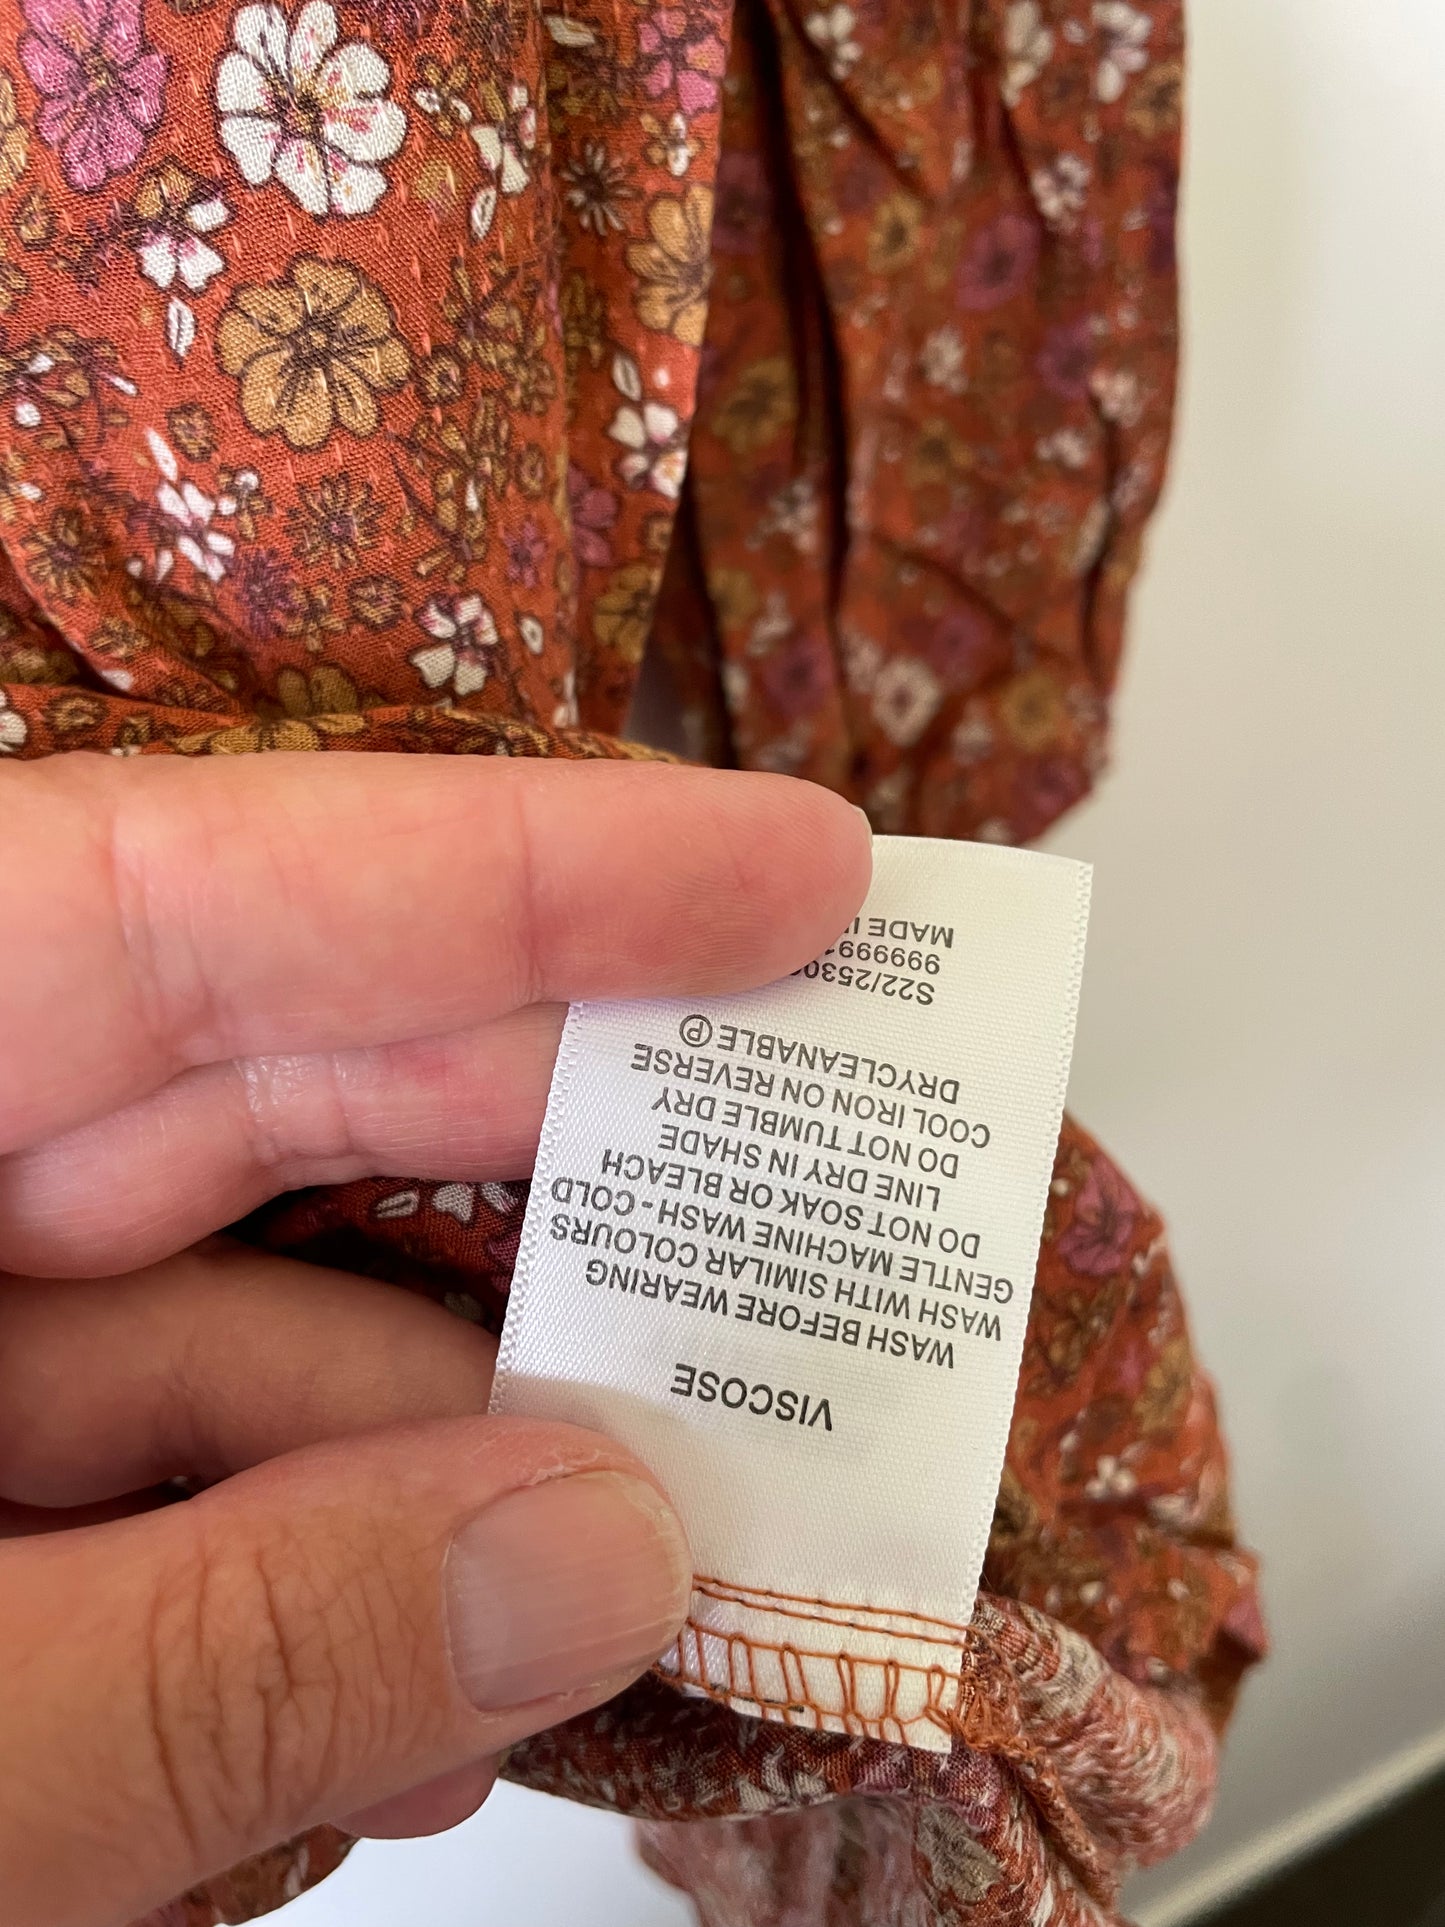 VISCOSE
WASH BEFORE WEARING
WASH WITH SIMILAR COLOURS
GENTLE MACHINE WASH - COLD
DO NOT SOAK OR BLEACH
LINE DRY IN SHADE
DO NOT TUMBLE DRY
COOL IRON ON REVERSE
DRYCLEANABLE Ⓟ
MADE